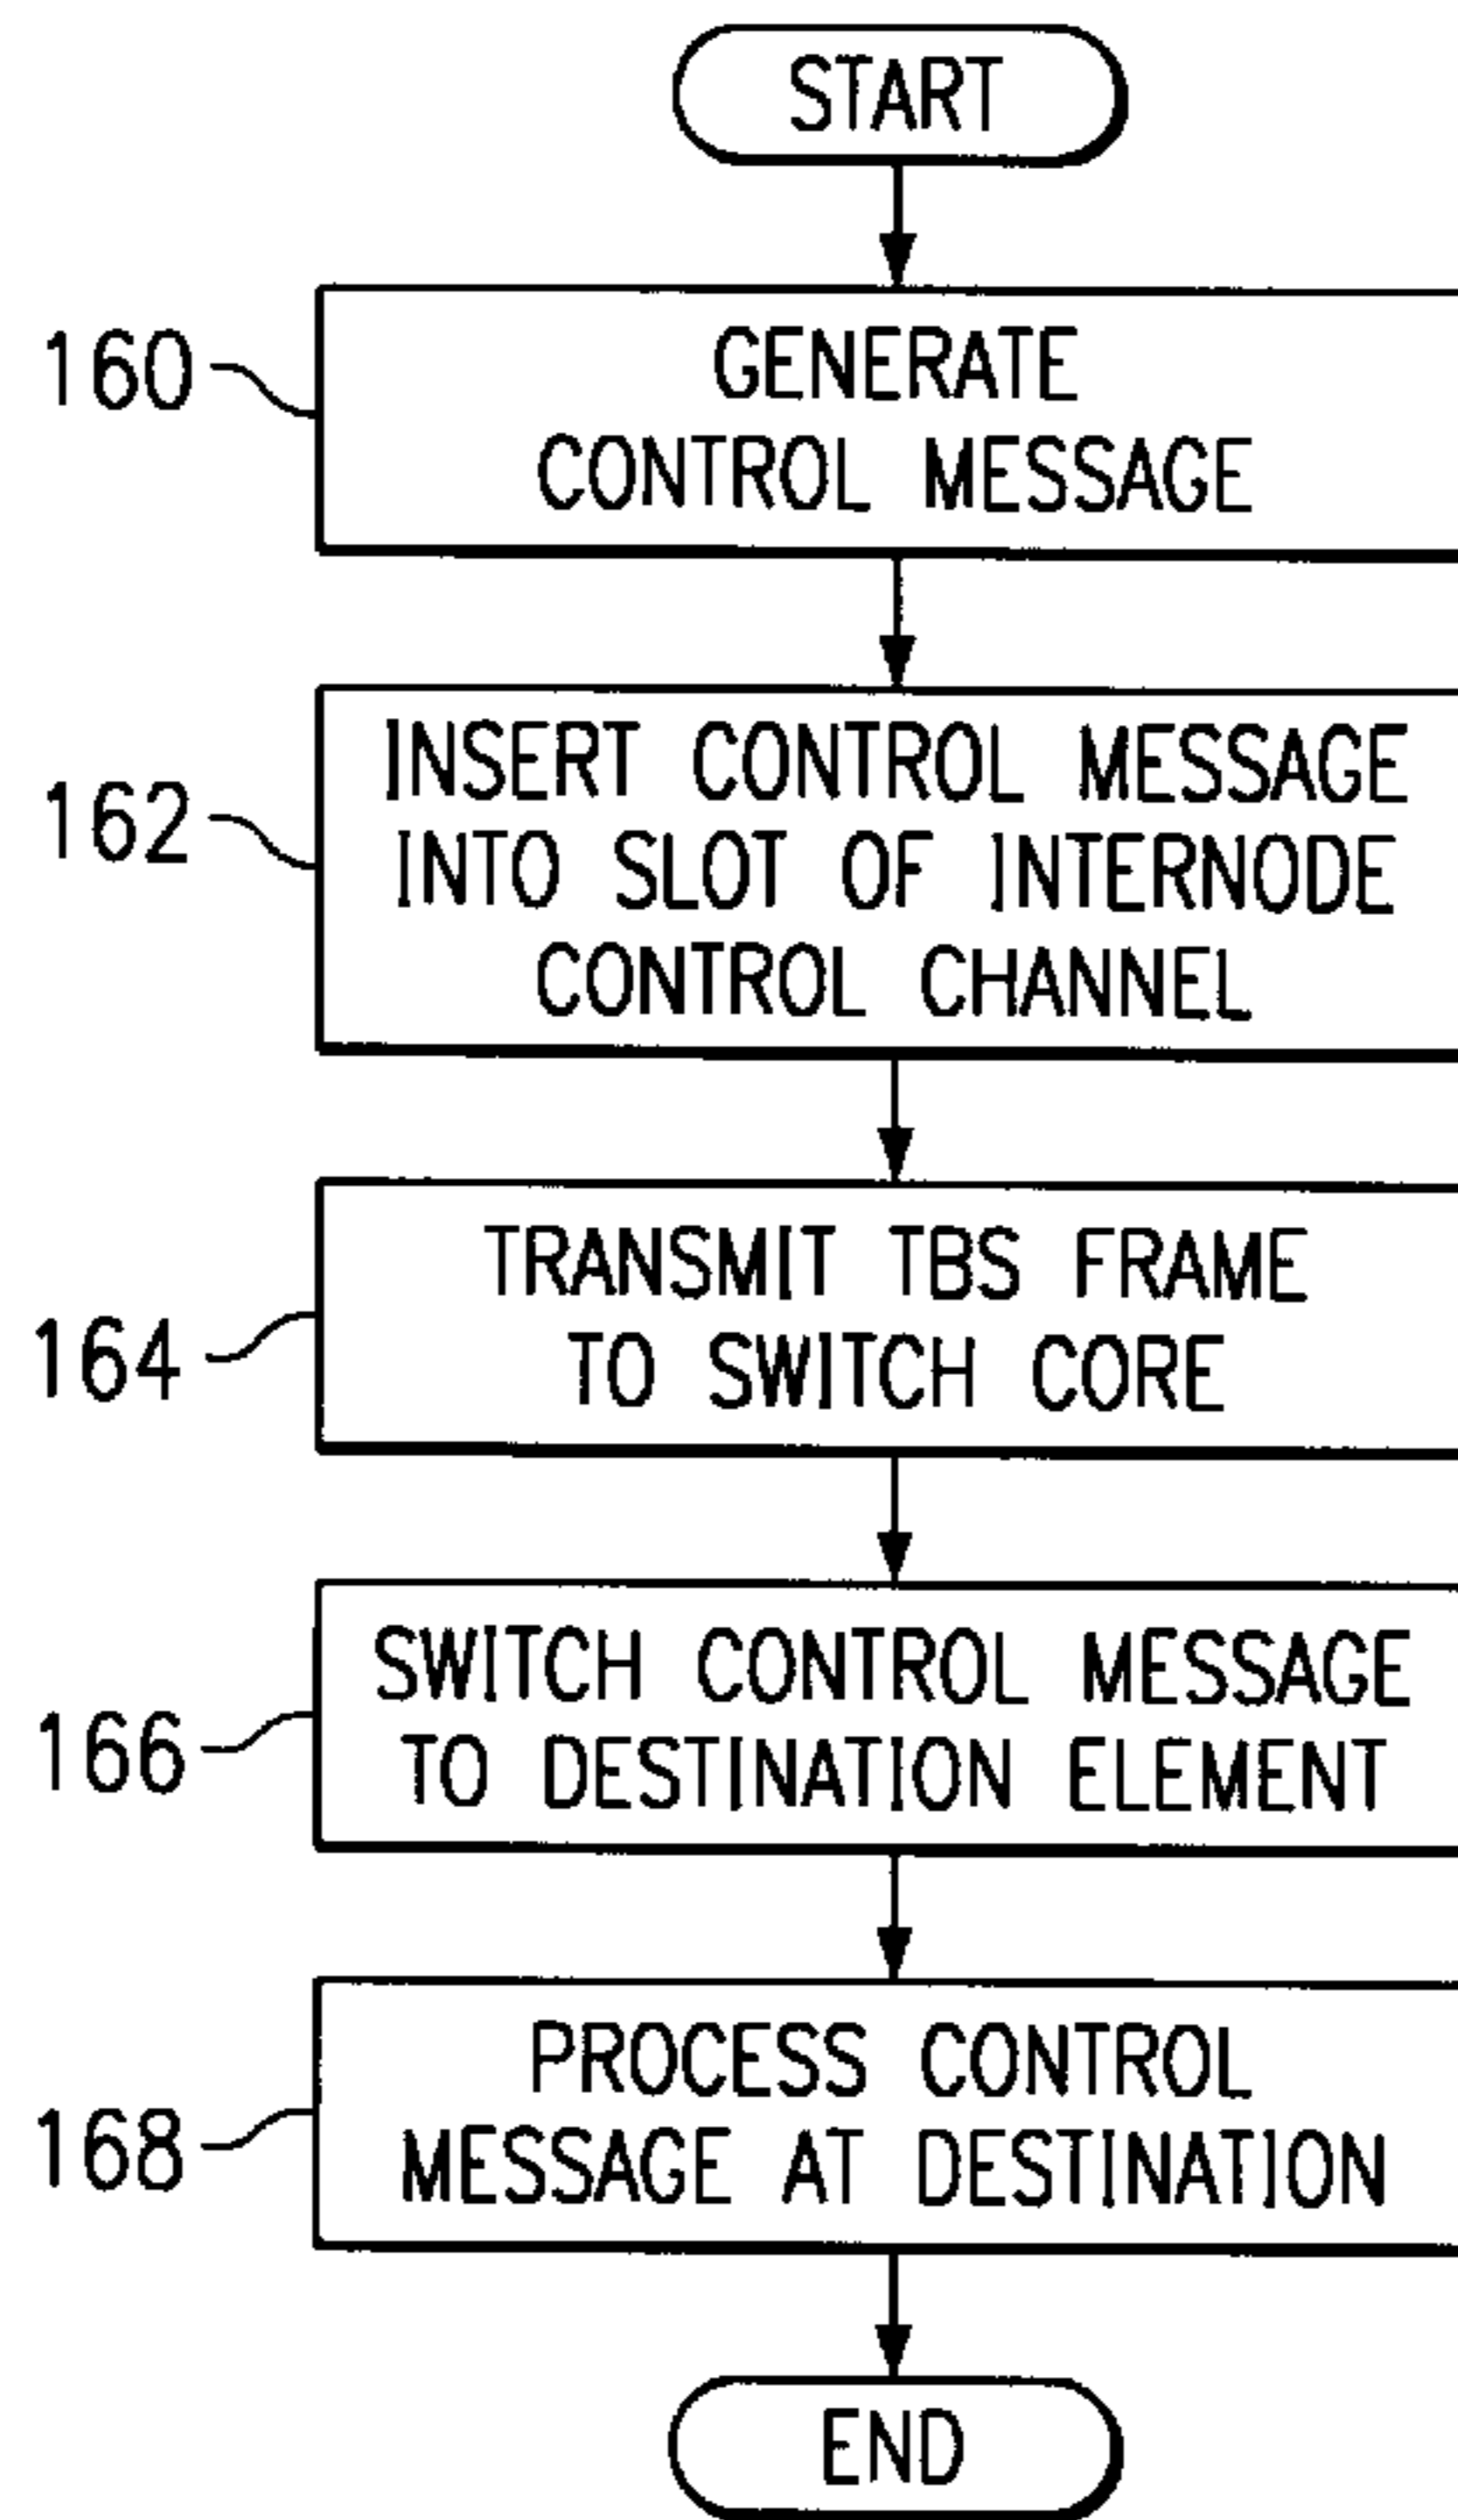 START
160
GENERATE
CONTROL MESSAGE
162
INSERT CONTROL MESSAGE
INTO SLOT OF INTERNODE
CONTROL CHANNEL
164
TRANSMIT TBS FRAME
TO SWITCH CORE
166
SWITCH CONTROL MESSAGE
TO DESTINATION ELEMENT
168
PROCESS CONTROL
MESSAGE AT DESTINATION
END